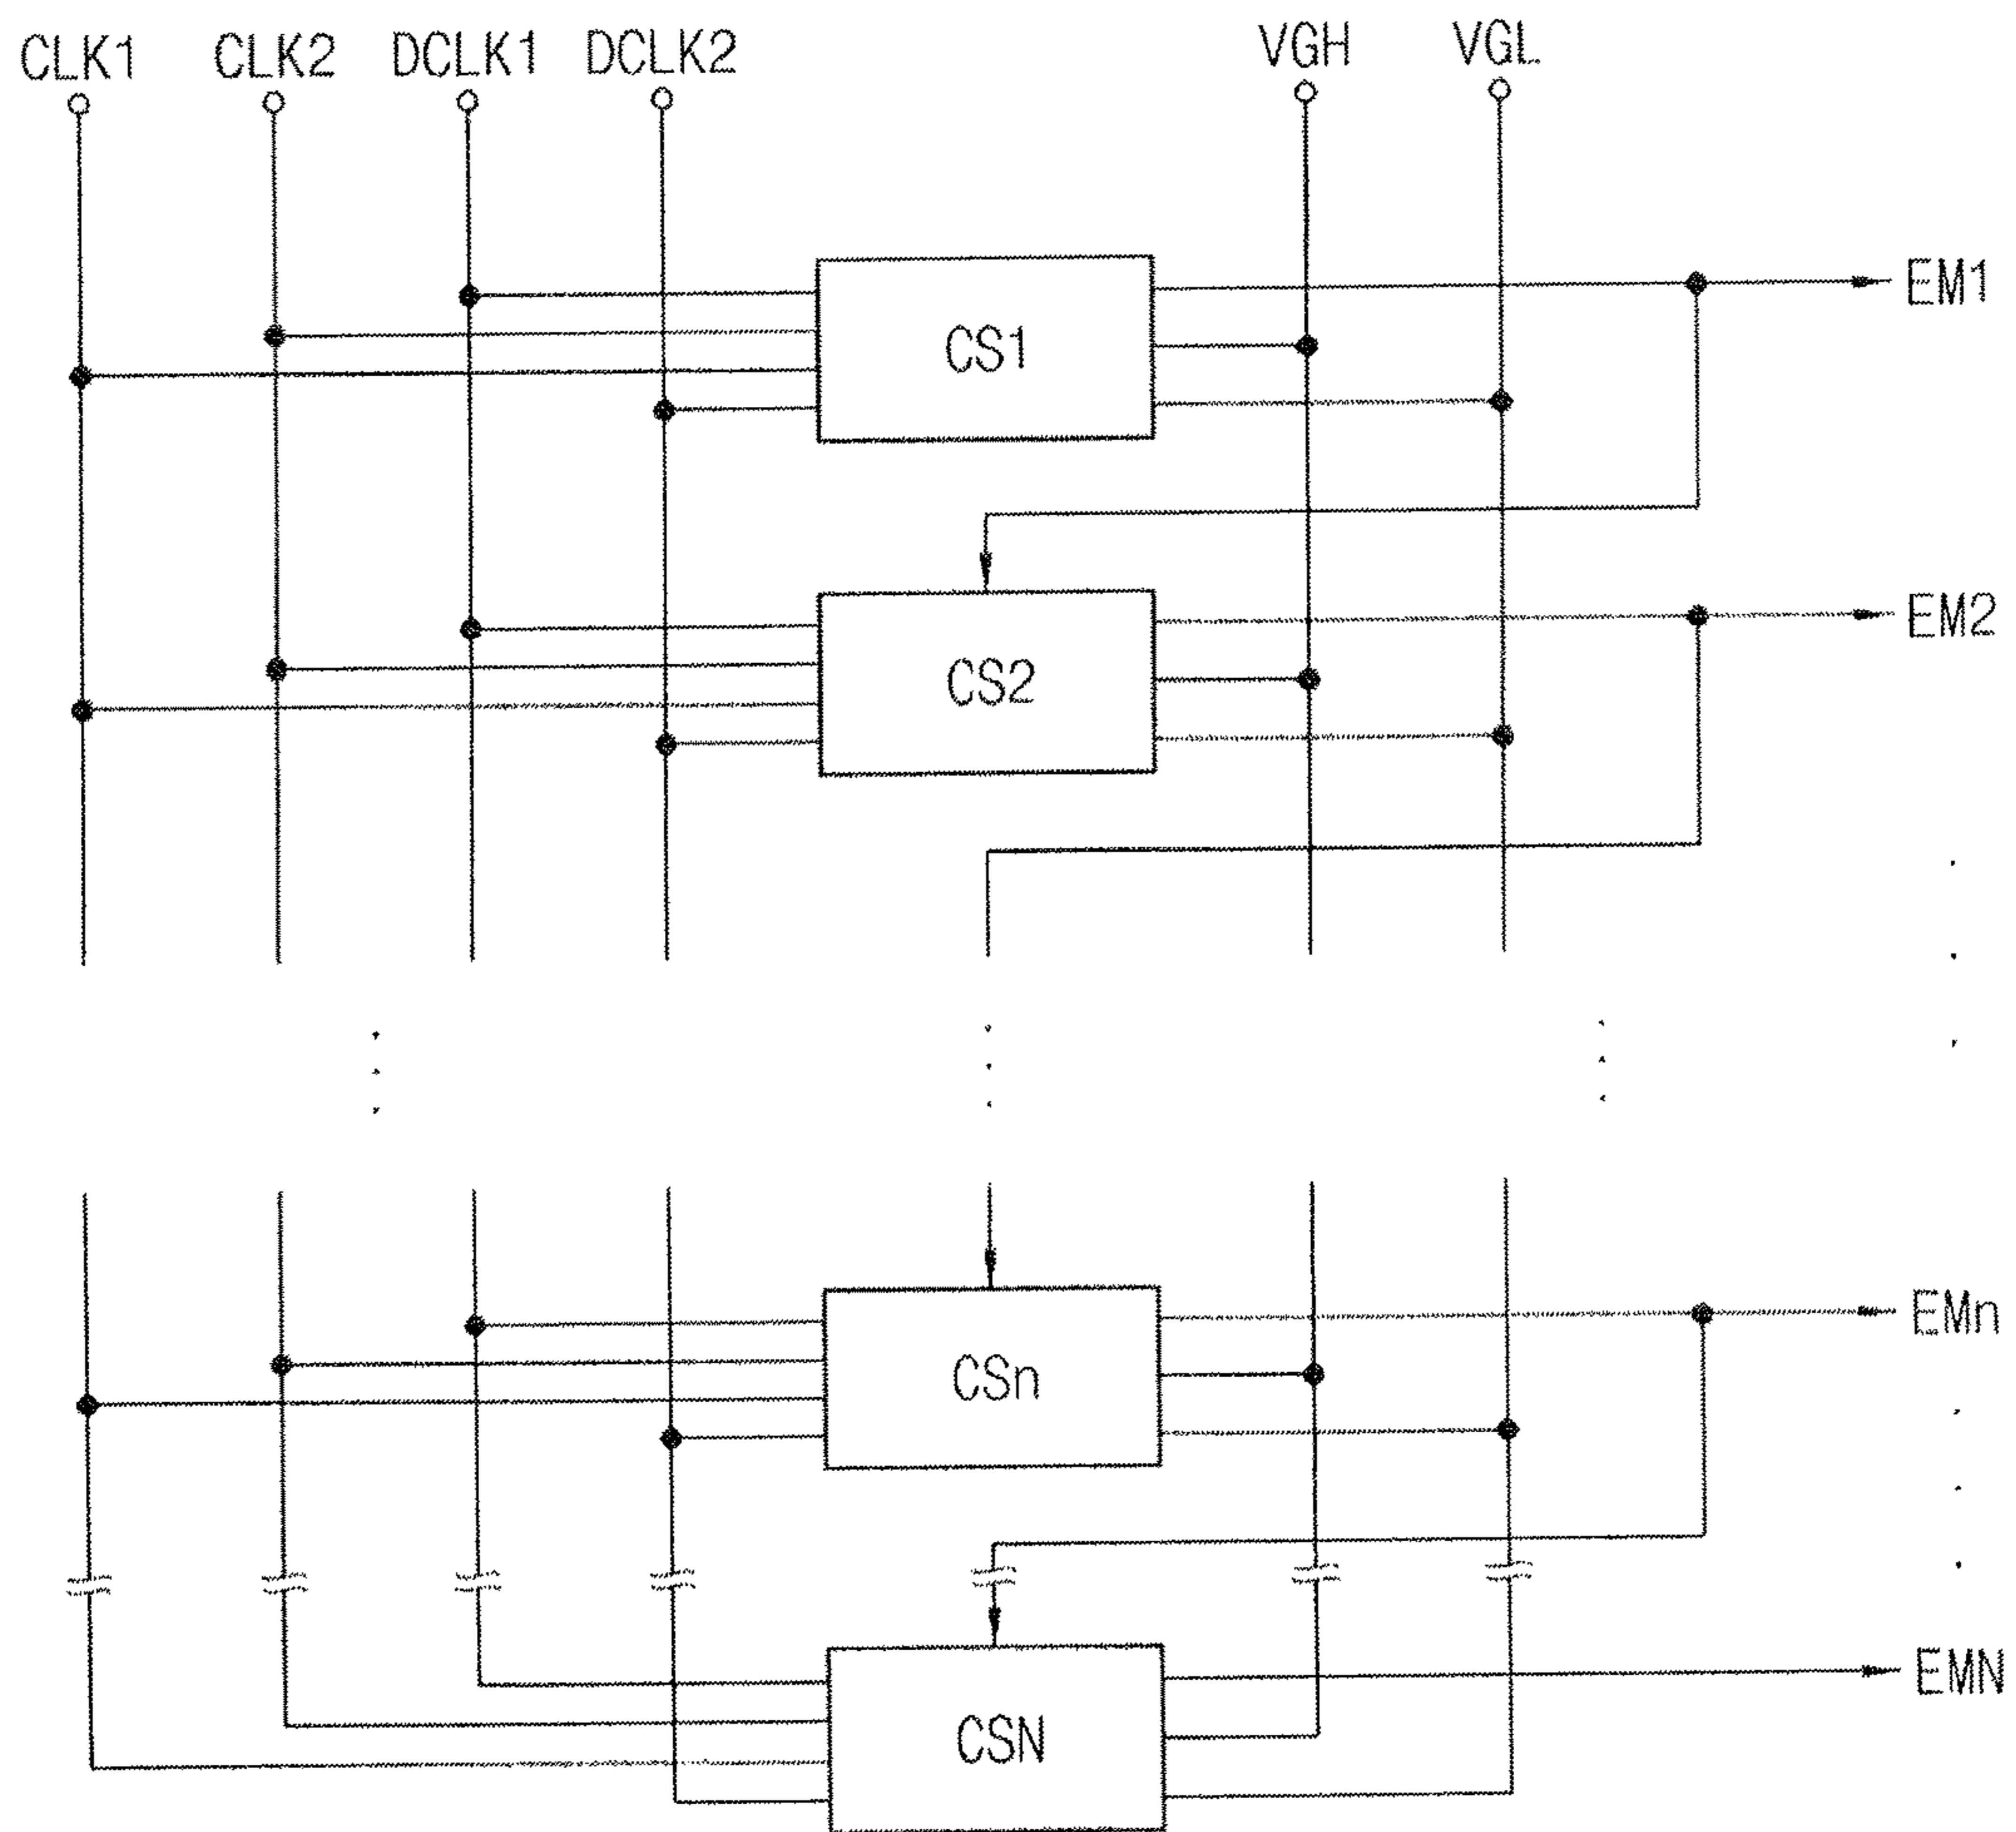 CLK1 CLK2 DCLK1 DCLK2 VGH VGL
CS1
EM1
CS2
EM2
CSn
EMn
CSN
EMN